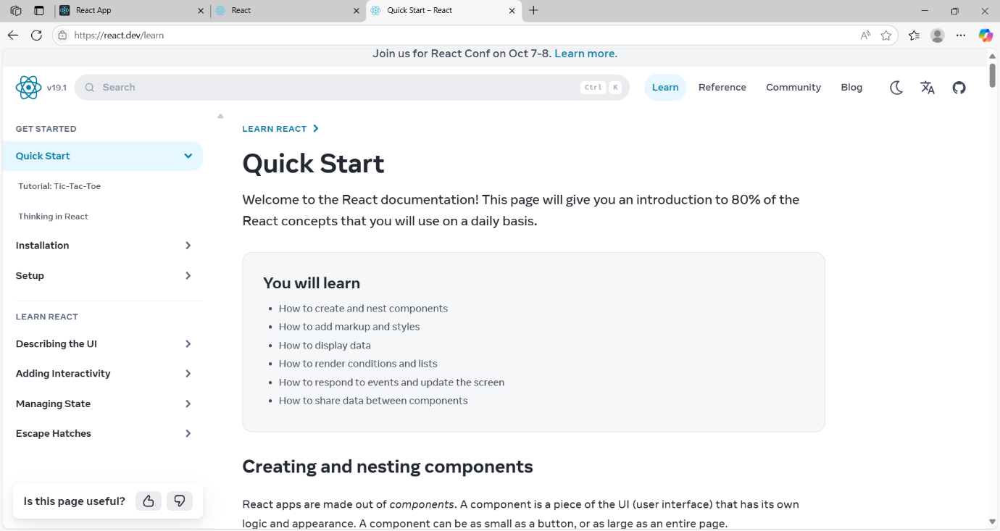 React App
React
Quick Start – React
https://react.dev/learn
Join us for React Conf on Oct 7-8. Learn more.
v19.1
Search
Ctrl K
Learn
Reference
Community
Blog
GET STARTED
Quick Start
Tutorial: Tic-Tac-Toe
Thinking in React
Installation
Setup
LEARN REACT
Describing the UI
Adding Interactivity
Managing State
Escape Hatches
Is this page useful?
LEARN REACT
Quick Start
Welcome to the React documentation! This page will give you an introduction to 80% of the
React concepts that you will use on a daily basis.
You will learn
• How to create and nest components
• How to add markup and styles
• How to display data
• How to render conditions and lists
• How to respond to events and update the screen
• How to share data between components
Creating and nesting components
React apps are made out of components. A component is a piece of the UI (user interface) that has its own
logic and appearance. A component can be as small as a button, or as large as an entire page.